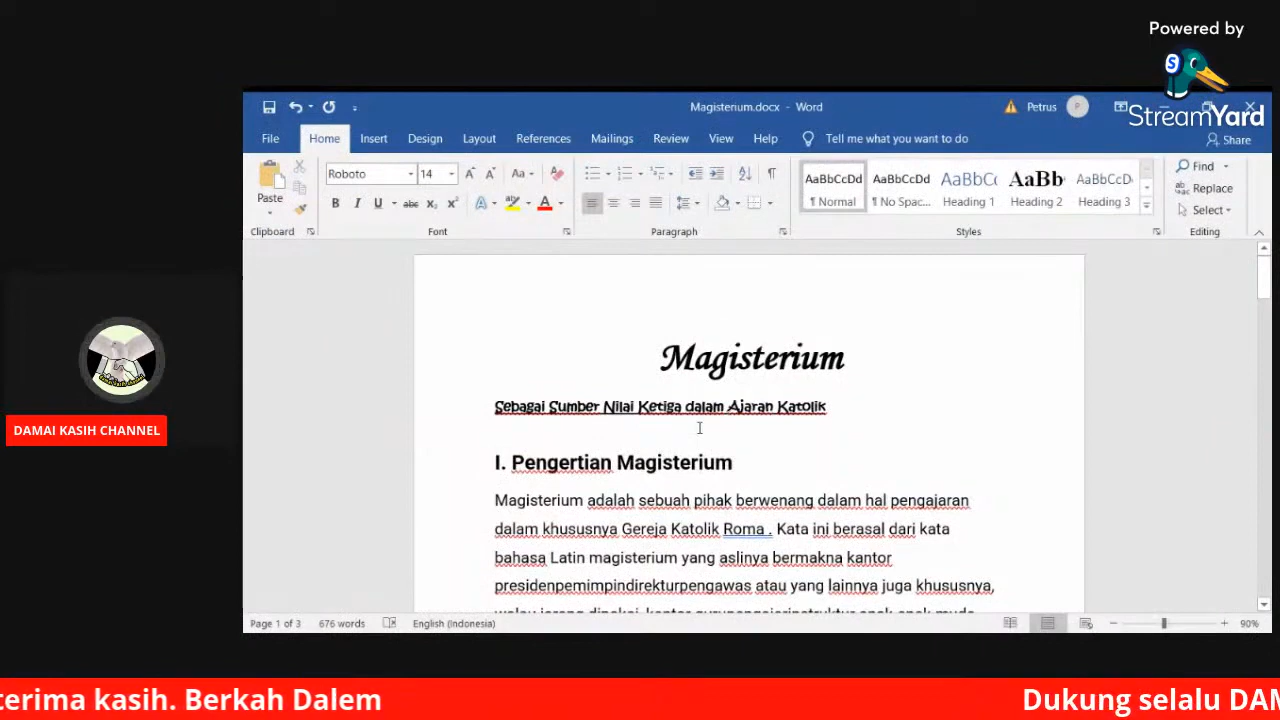 Powered by
StreamYard
Magisterium.docx - Word
Petrus
P
File Home Insert Design Layout References Mailings Review View Help Tell me what you want to do Share
Paste
Roboto 14
Aa
B I U abc x₂ x² A A
AaBbCcDd AaBbCcDd AaBbCc AaBb AaBbCcD
¶ Normal ¶ No Spac... Heading 1 Heading 2 Heading 3
Find
Replace
Select
Clipboard Font Paragraph Styles Editing
Magisterium
Sebagai Sumber Nilai Ketiga dalam Ajaran Katolik
I. Pengertian Magisterium
Magisterium adalah sebuah pihak berwenang dalam hal pengajaran
dalam khususnya Gereja Katolik Roma . Kata ini berasal dari kata
bahasa Latin magisterium yang aslinya bermakna kantor
presidenpemimpindirekturpengawas atau yang lainnya juga khususnya,
Page 1 of 3 676 words English (Indonesia) 90%
DAMAI KASIH CHANNEL
terima kasih. Berkah Dalem
Dukung selalu DAM